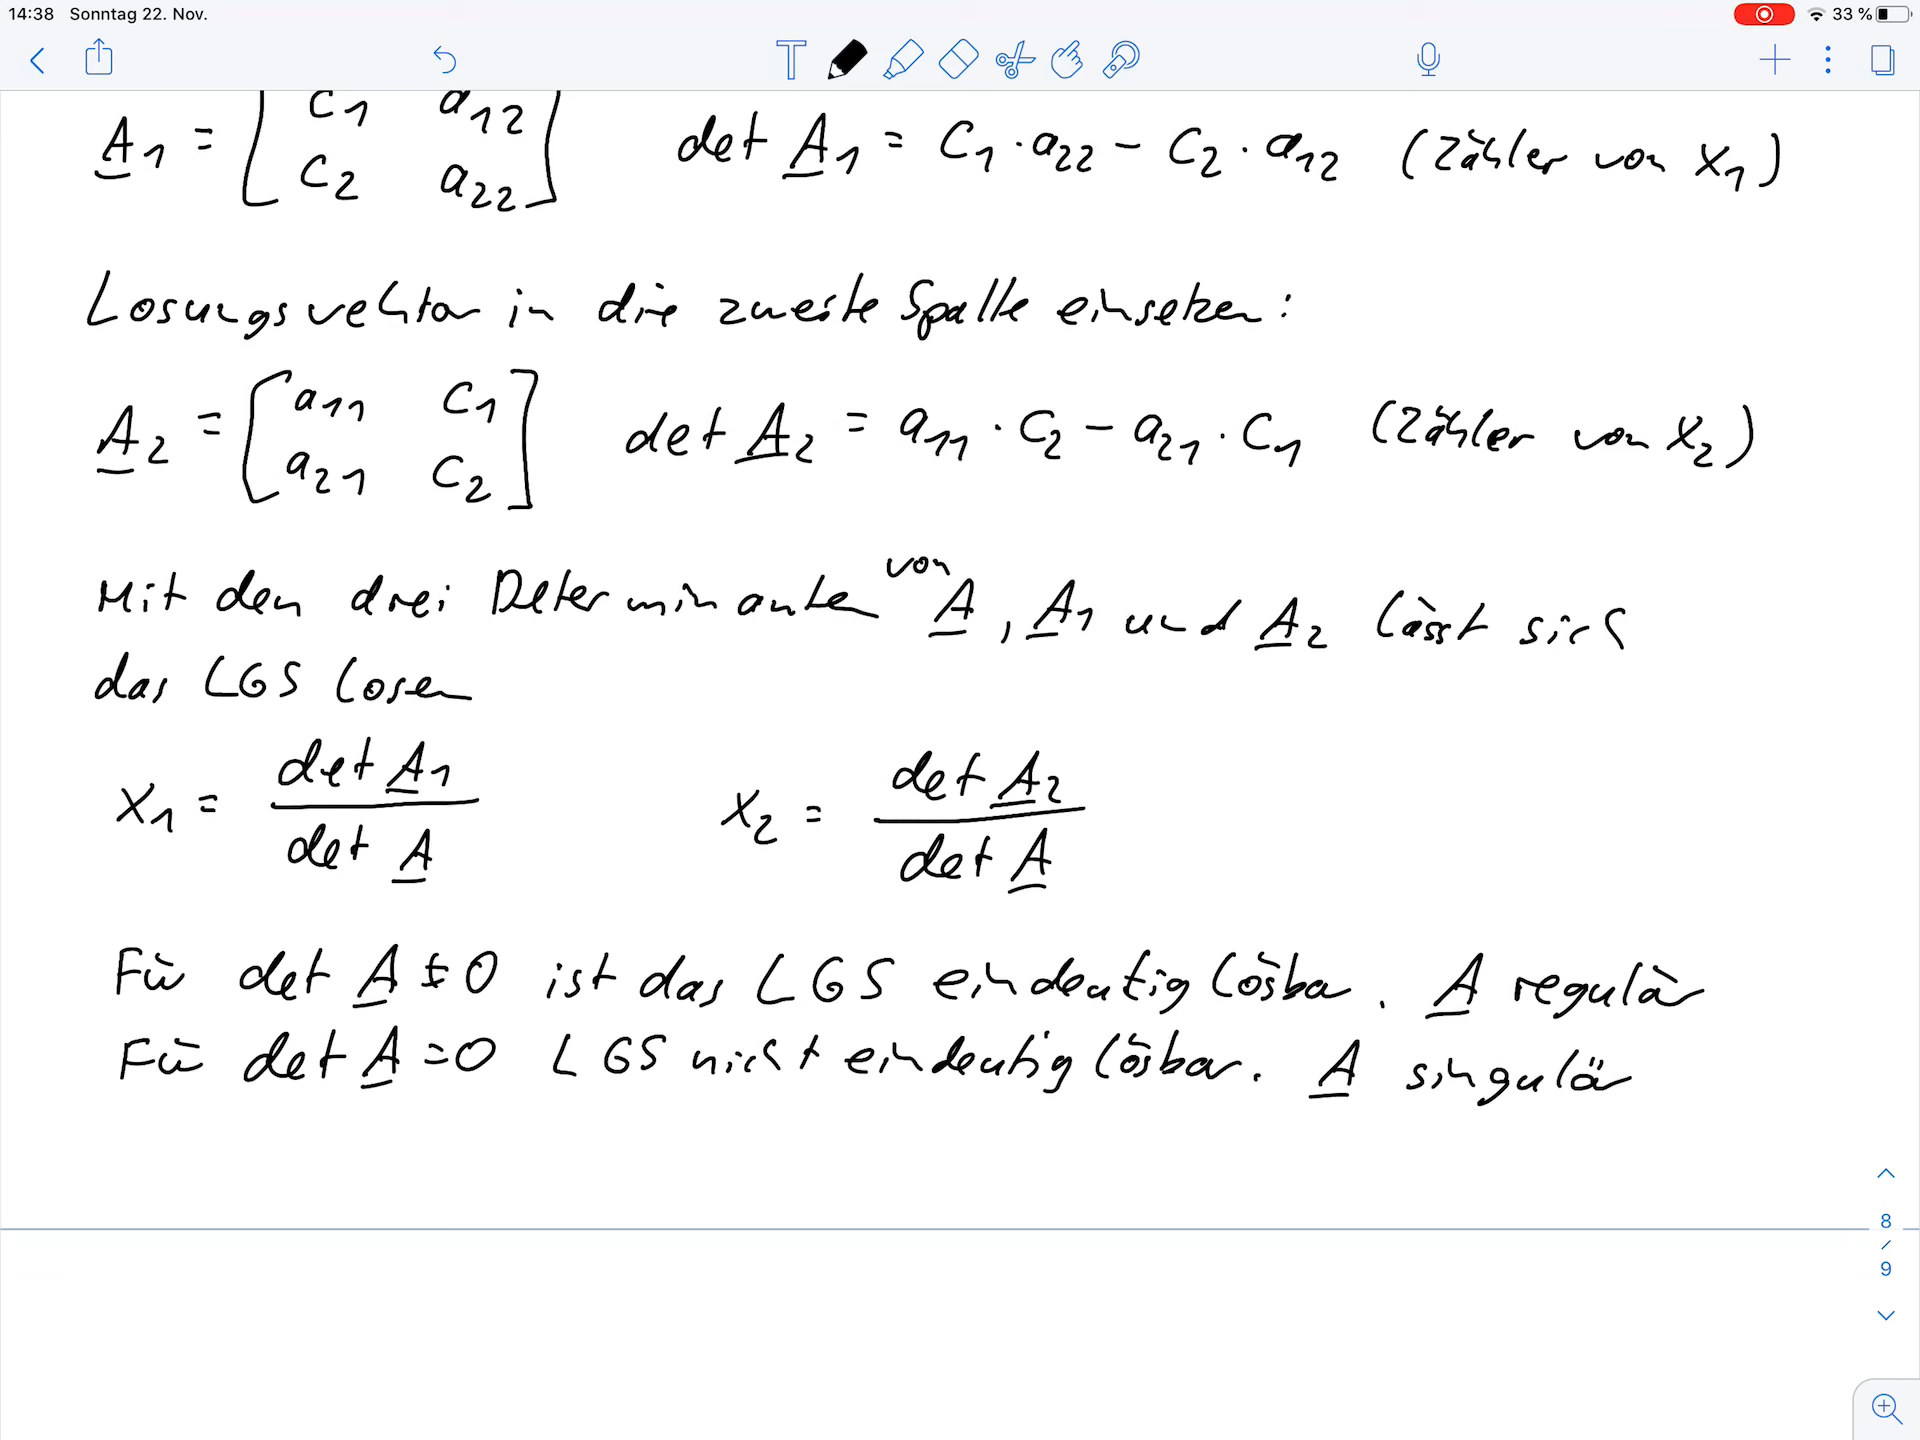 14:38 Sonntag 22. Nov. 33 %
A1 = [ c1 a12
c2 a22 ] det A1 = c1 · a22 − c2 · a12 (Zähler von x1)
Losungsvektor in die zweite Spalte einsetzen:
A2 = [ a11 c1
a21 c2 ] det A2 = a11 · c2 − a21 · c1 (Zähler von x2)
Mit den drei Determinanten von A, A1 und A2 lässt sich
das LGS losen
x1 = det A1 / det A x2 = det A2 / det A
Für det A ≠ 0 ist das LGS eindeutig lösbar. A regulär
Für det A = 0 LGS nicht eindeutig lösbar. A singulär
8
/
9